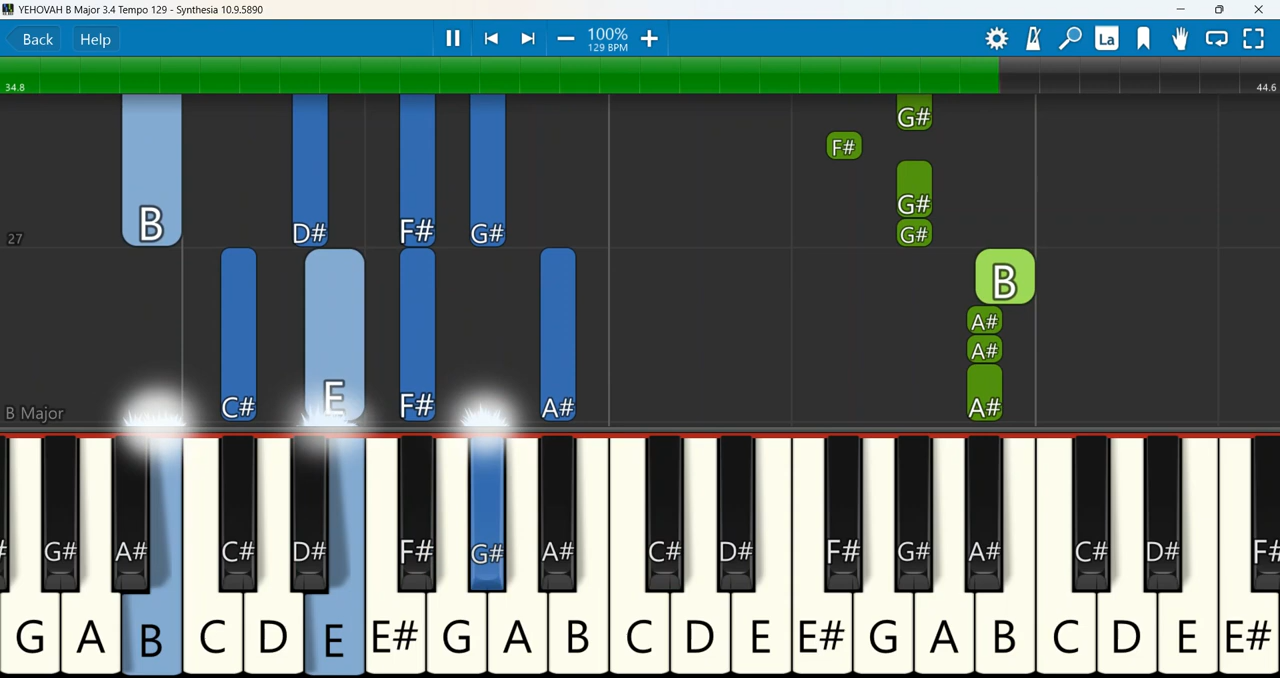 YEHOVAH B Major 3.4 Tempo 129 - Synthesia 10.9.5890
Back Help 100% La
129 BPM
34.8 44.6
G#
F#
G#
B D# F# G# G#
27
B
A#
A#
C# E F# A# A#
B Major
# G# A# C# D# F# G# A# C# D# F# G# A# C# D# F#
G A B C D E E# G A B C D E E# G A B C D E E#